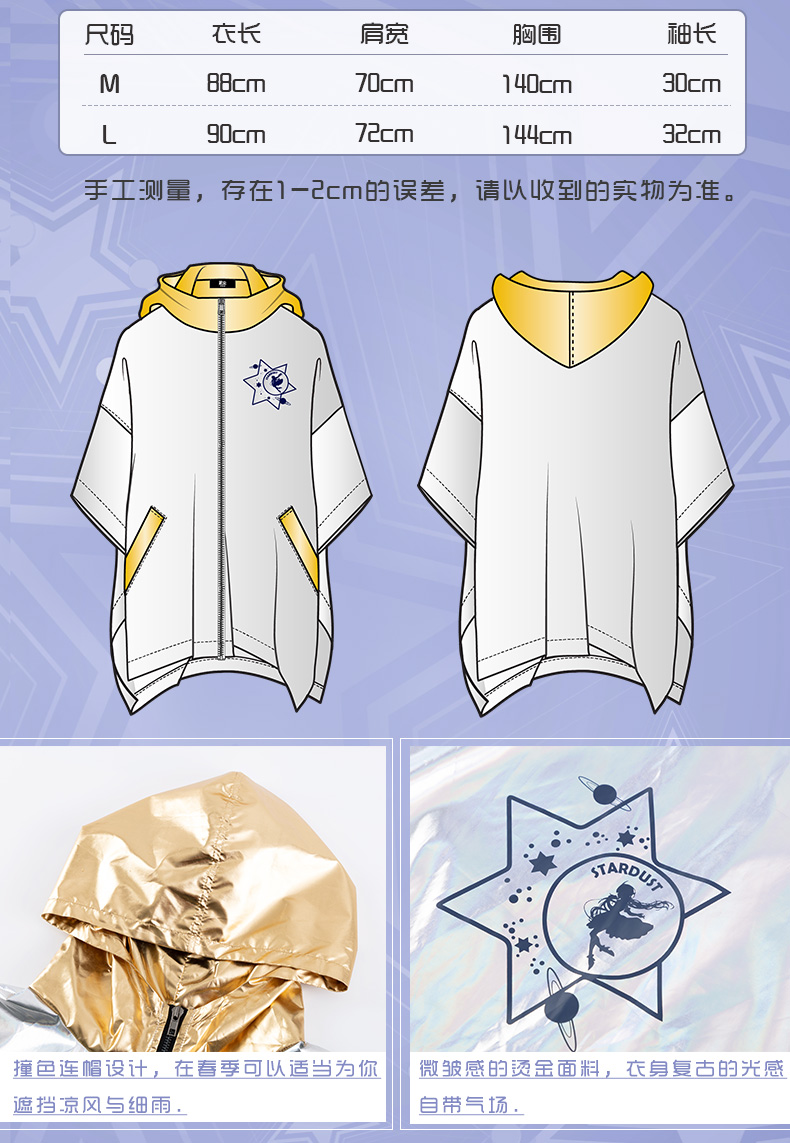 尺码 衣长 肩宽 胸围 袖长
M 88cm 70cm 140cm 30cm
L 90cm 72cm 144cm 32cm
手工测量，存在1-2cm的误差，请以收到的实物为准。
STARDUST
撞色连帽设计，在春季可以适当为你
遮挡凉风与细雨.
微皱感的烫金面料，衣身复古的光感
自带气场.